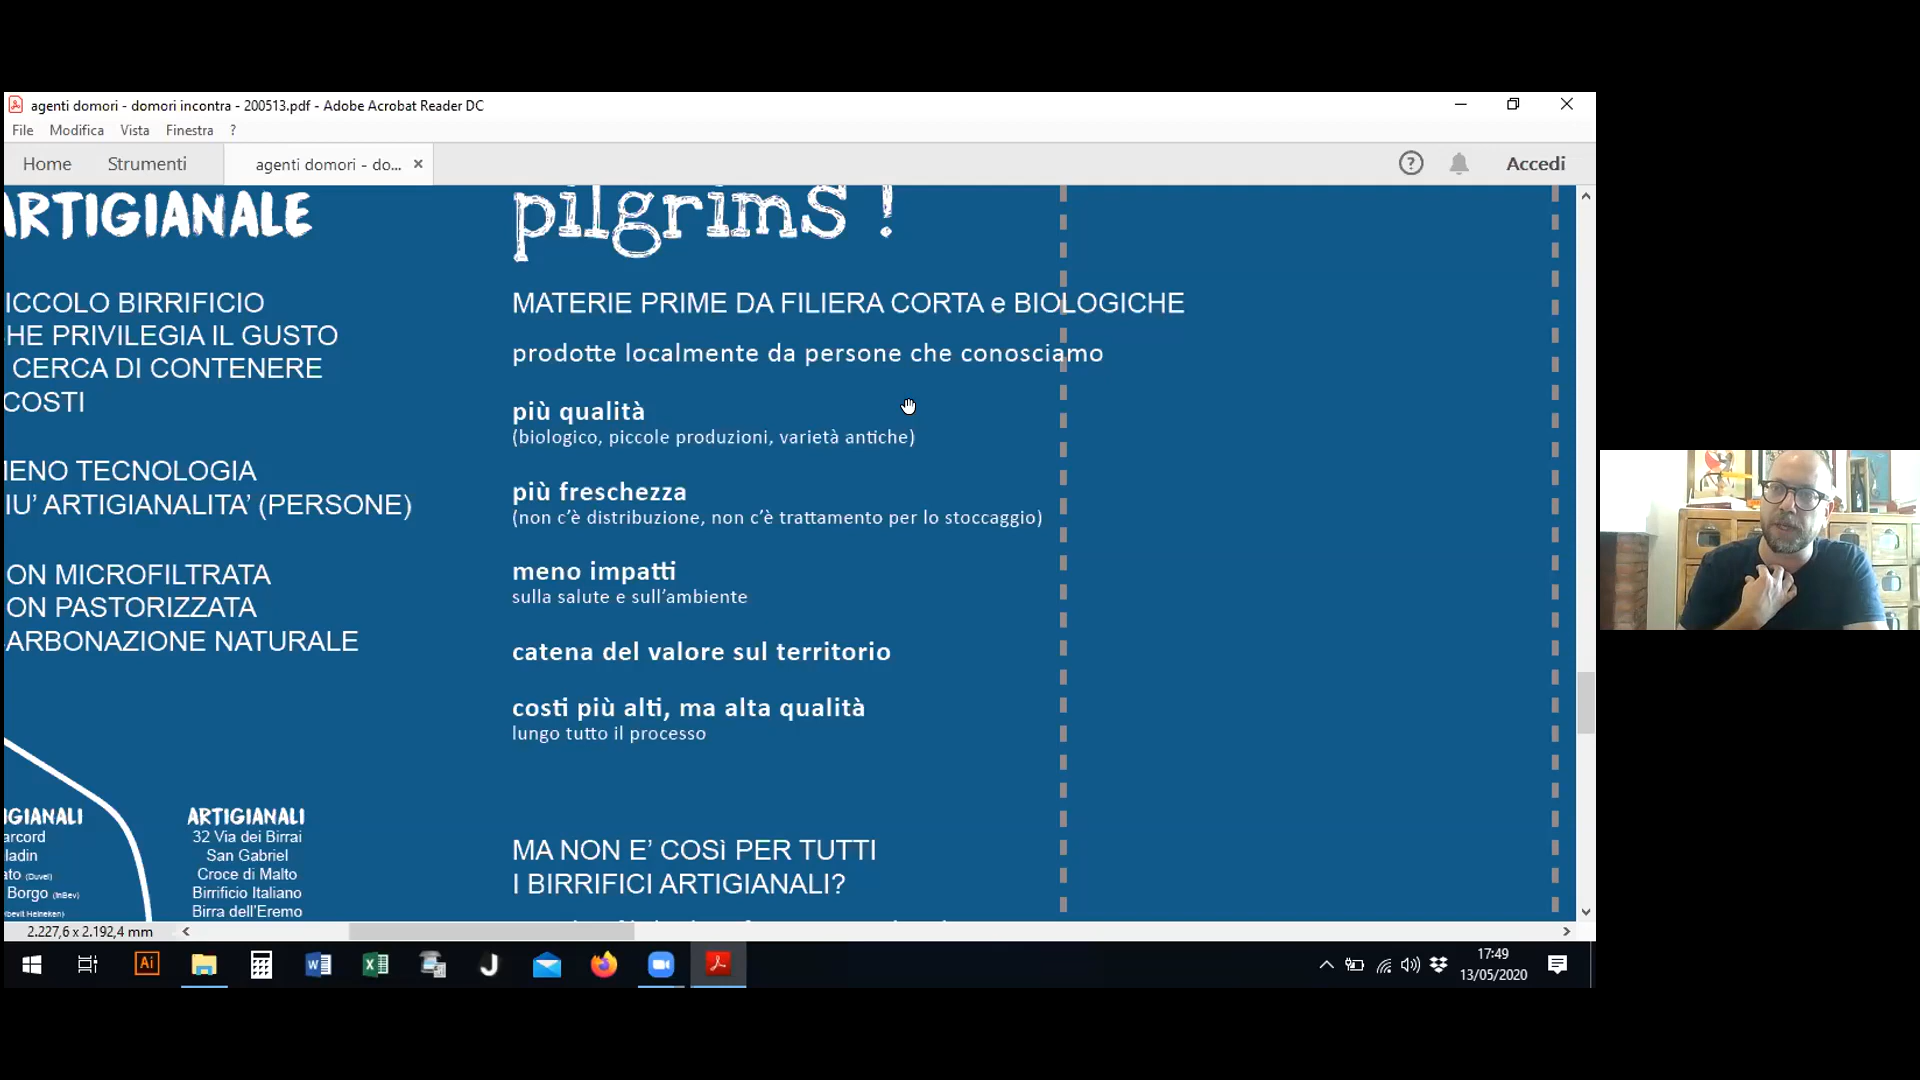 agenti domori - domori incontra - 200513.pdf - Adobe Acrobat Reader DC
File Modifica Vista Finestra ?
Home Strumenti agenti domori - do... Accedi
ARTIGIANALE
ICCOLO BIRRIFICIO
HE PRIVILEGIA IL GUSTO
CERCA DI CONTENERE
COSTI
MENO TECNOLOGIA
IU' ARTIGIANALITA' (PERSONE)
ON MICROFILTRATA
ON PASTORIZZATA
ARBONAZIONE NATURALE
pilgrimS !
MATERIE PRIME DA FILIERA CORTA e BIOLOGICHE
prodotte localmente da persone che conosciamo
più qualità
(biologico, piccole produzioni, varietà antiche)
più freschezza
(non c'è distribuzione, non c'è trattamento per lo stoccaggio)
meno impatti
sulla salute e sull'ambiente
catena del valore sul territorio
costi più alti, ma alta qualità
lungo tutto il processo
MA NON E' COSì PER TUTTI
I BIRRIFICI ARTIGIANALI?
IGIANALI
arcord
ladin
ato (Duvel)
Borgo (InBev)
ARTIGIANALI
32 Via dei Birrai
San Gabriel
Croce di Malto
Birrificio Italiano
Birra dell'Eremo
2.227,6 x 2.192,4 mm
Ai
17:49
13/05/2020